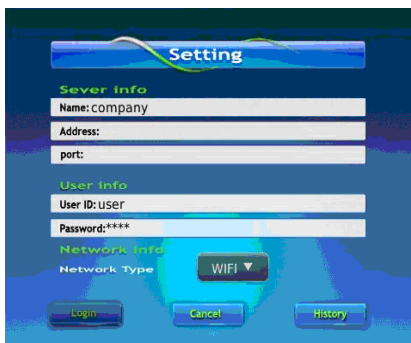 Setting
Sever info
Name: company
Address:
port:
User info
User ID: user
Password:****
Network Info
Network Type WIFI ▼
Login Cancel History